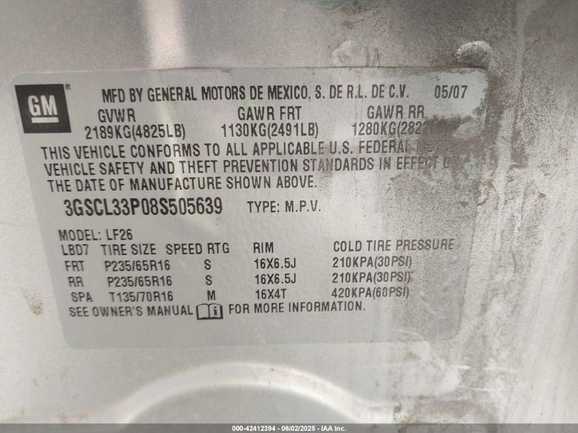 GM
MFD BY GENERAL MOTORS DE MEXICO, S. DE R.L. DE C.V. 05/07
GVWR GAWR FRT GAWR RR
2189KG(4825LB) 1130KG(2491LB) 1280KG(282
THIS VEHICLE CONFORMS TO ALL APPLICABLE U.S. FEDERAL
VEHICLE SAFETY AND THEFT PREVENTION STANDARDS IN EFFECT
THE DATE OF MANUFACTURE SHOWN ABOVE.
3GSCL33P08S505639 TYPE: M.P.V.
MODEL: LF26
LBD7 TIRE SIZE SPEED RTG RIM COLD TIRE PRESSURE
FRT P235/65R16 S 16X6.5J 210KPA(30PSI)
RR P235/65R16 S 16X6.5J 210KPA(30PSI)
SPA T135/70R16 M 16X4T 420KPA(60PSI)
SEE OWNER'S MANUAL FOR MORE INFORMATION.
000-42412394 - 06/02/2025 - IAA Inc.